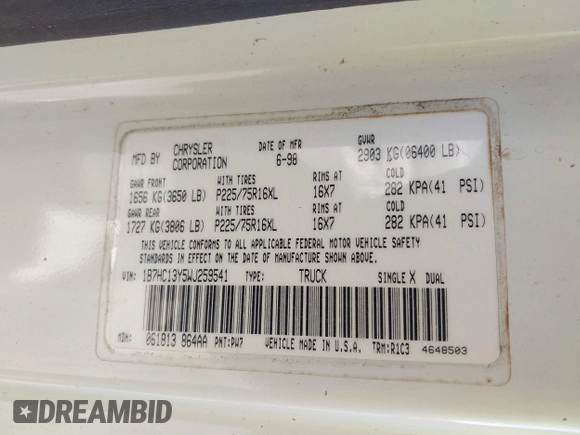 MFD BY CHRYSLER CORPORATION DATE OF MFR 6-98 GVWR 2903 KG(06400 LB)
GAWR FRONT WITH TIRES RIMS AT COLD
1656 KG(3650 LB) P225/75R16XL 16X7 282 KPA(41 PSI)
GAWR REAR WITH TIRES RIMS AT COLD
1727 KG(3806 LB) P225/75R16XL 16X7 282 KPA(41 PSI)
THIS VEHICLE CONFORMS TO ALL APPLICABLE FEDERAL MOTOR VEHICLE SAFETY
STANDARDS IN EFFECT ON THE DATE OF MANUFACTURE SHOWN ABOVE.
VIN: 1B7HC13Y5WJ259541 TYPE: TRUCK SINGLE X DUAL
MDH: 061813 864AA PNT:PW7 VEHICLE MADE IN U.S.A. TRM:R1C3 4648503
DREAMBID